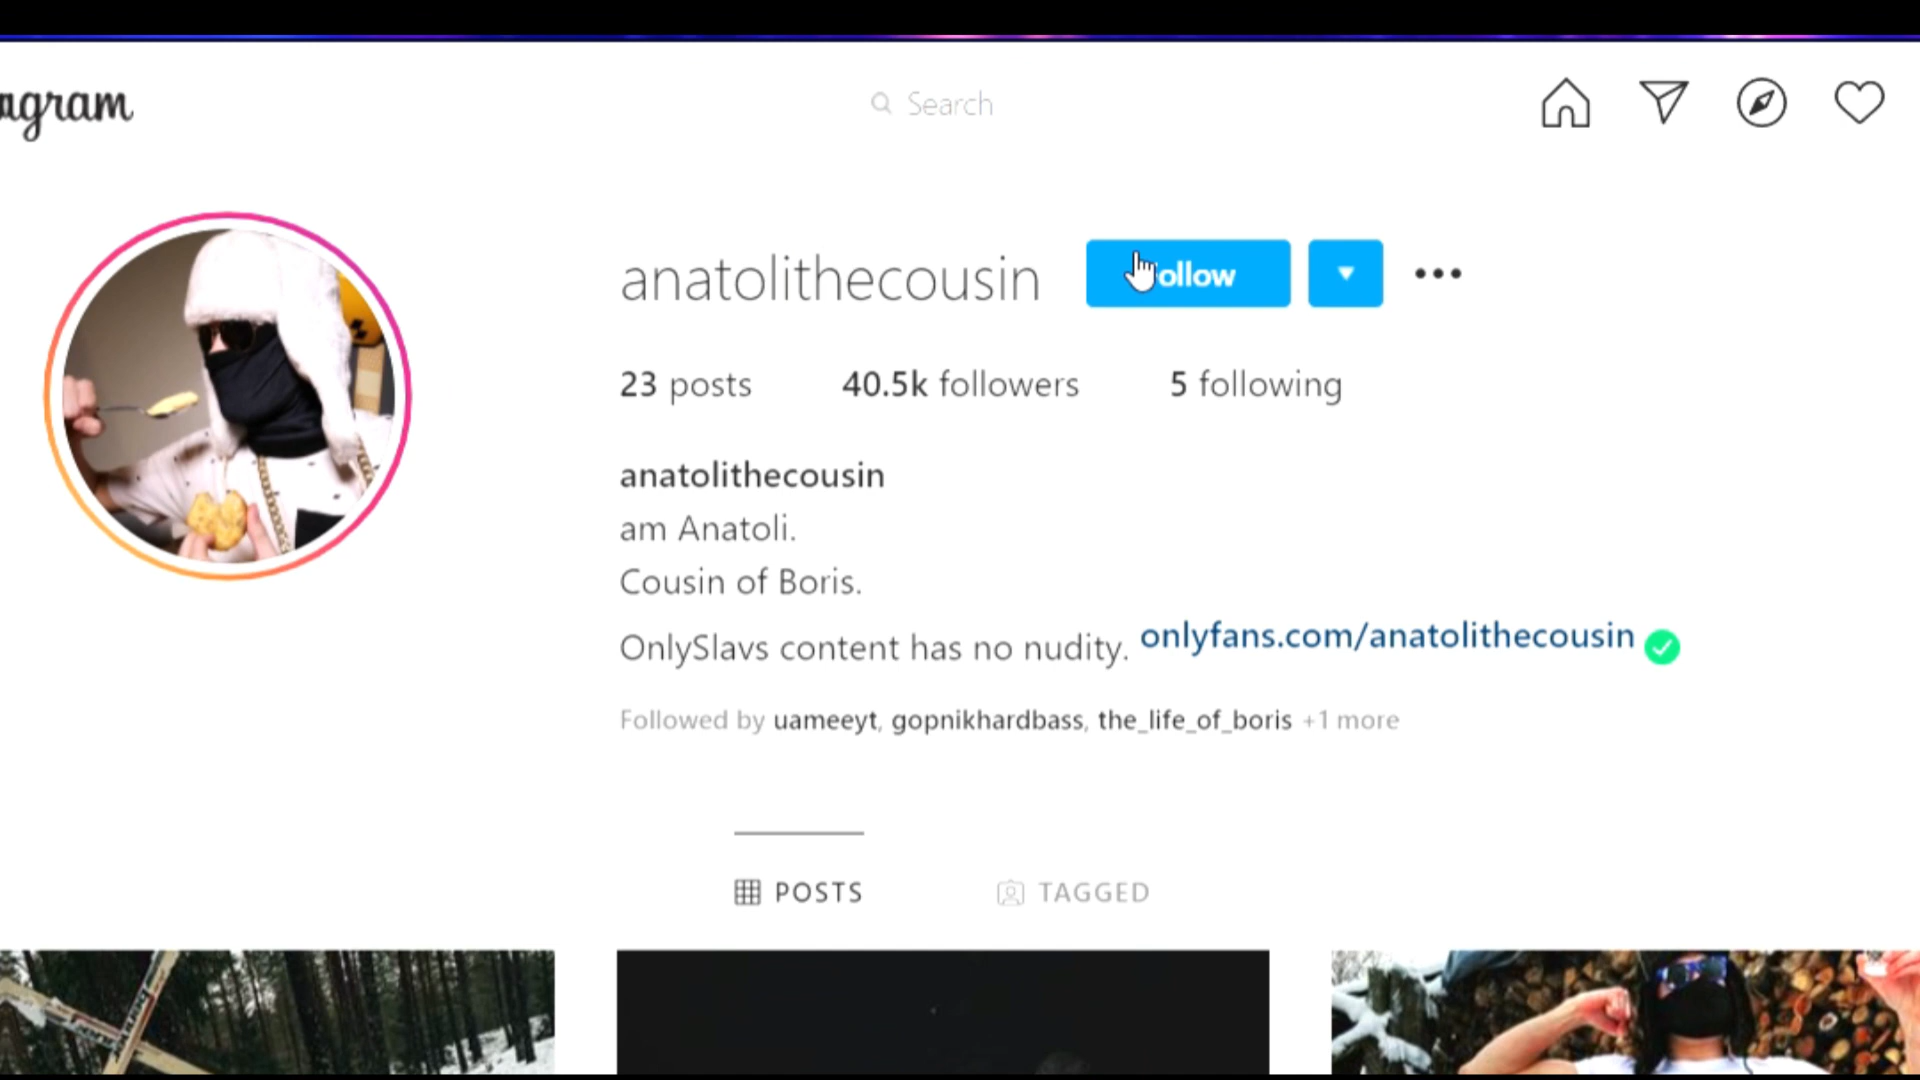 agram
Search
anatolithecousin
ollow
23 posts 40.5k followers 5 following
anatolithecousin
am Anatoli.
Cousin of Boris.
OnlySlavs content has no nudity. onlyfans.com/anatolithecousin
Followed by uameeyt, gopnikhardbass, the_life_of_boris +1 more
POSTS
TAGGED